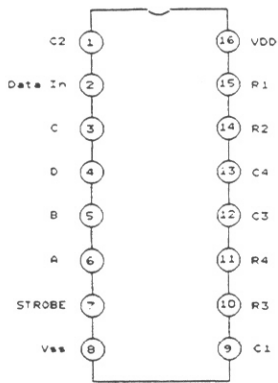 C2 1 16 VDD
Data In 2 15 R1
C 3 14 R2
D 4 13 C4
B 5 12 C3
A 6 11 R4
STROBE 7 10 R3
Vss 8 9 C1